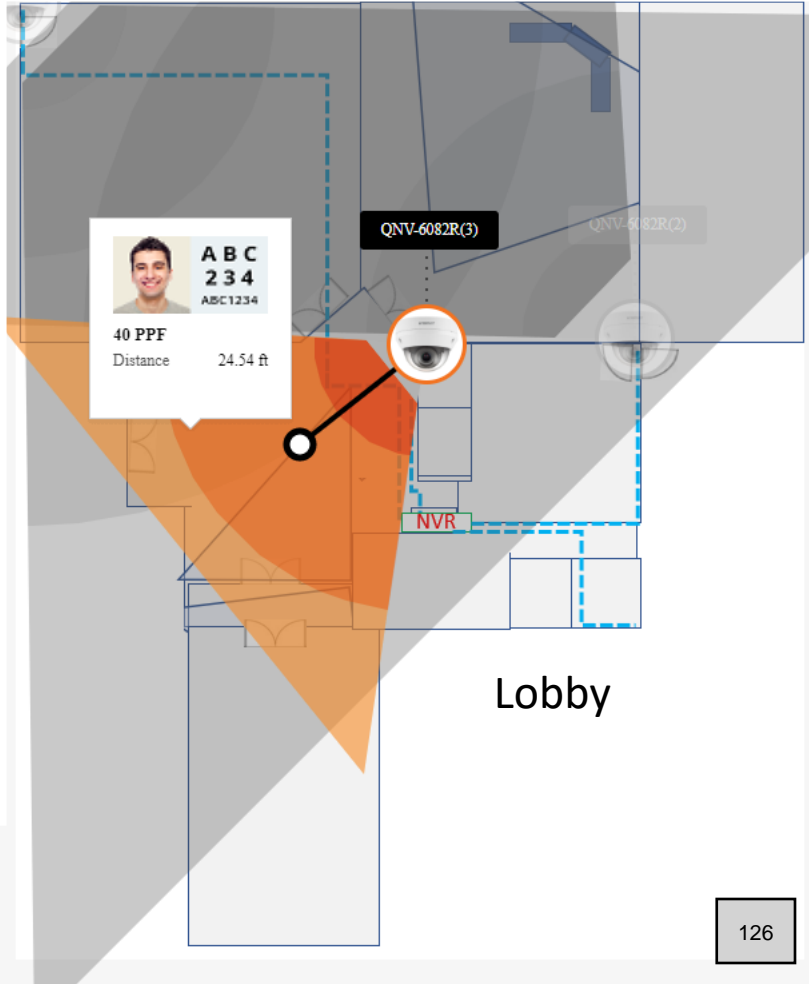 QNV-6082R(3)
QNV-6082R(2)
A B C
2 3 4
ABC1234
40 PPF
Distance 24.54 ft
NVR
Lobby
126